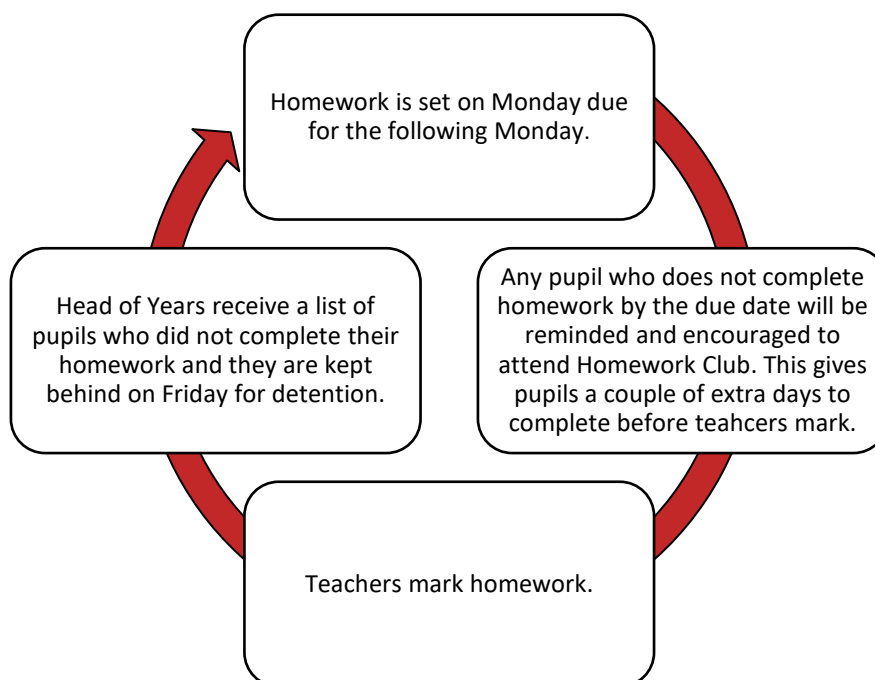 Homework is set on Monday due
for the following Monday.
Any pupil who does not complete
homework by the due date will be
reminded and encouraged to
attend Homework Club. This gives
pupils a couple of extra days to
complete before teahcers mark.
Teachers mark homework.
Head of Years receive a list of
pupils who did not complete their
homework and they are kept
behind on Friday for detention.